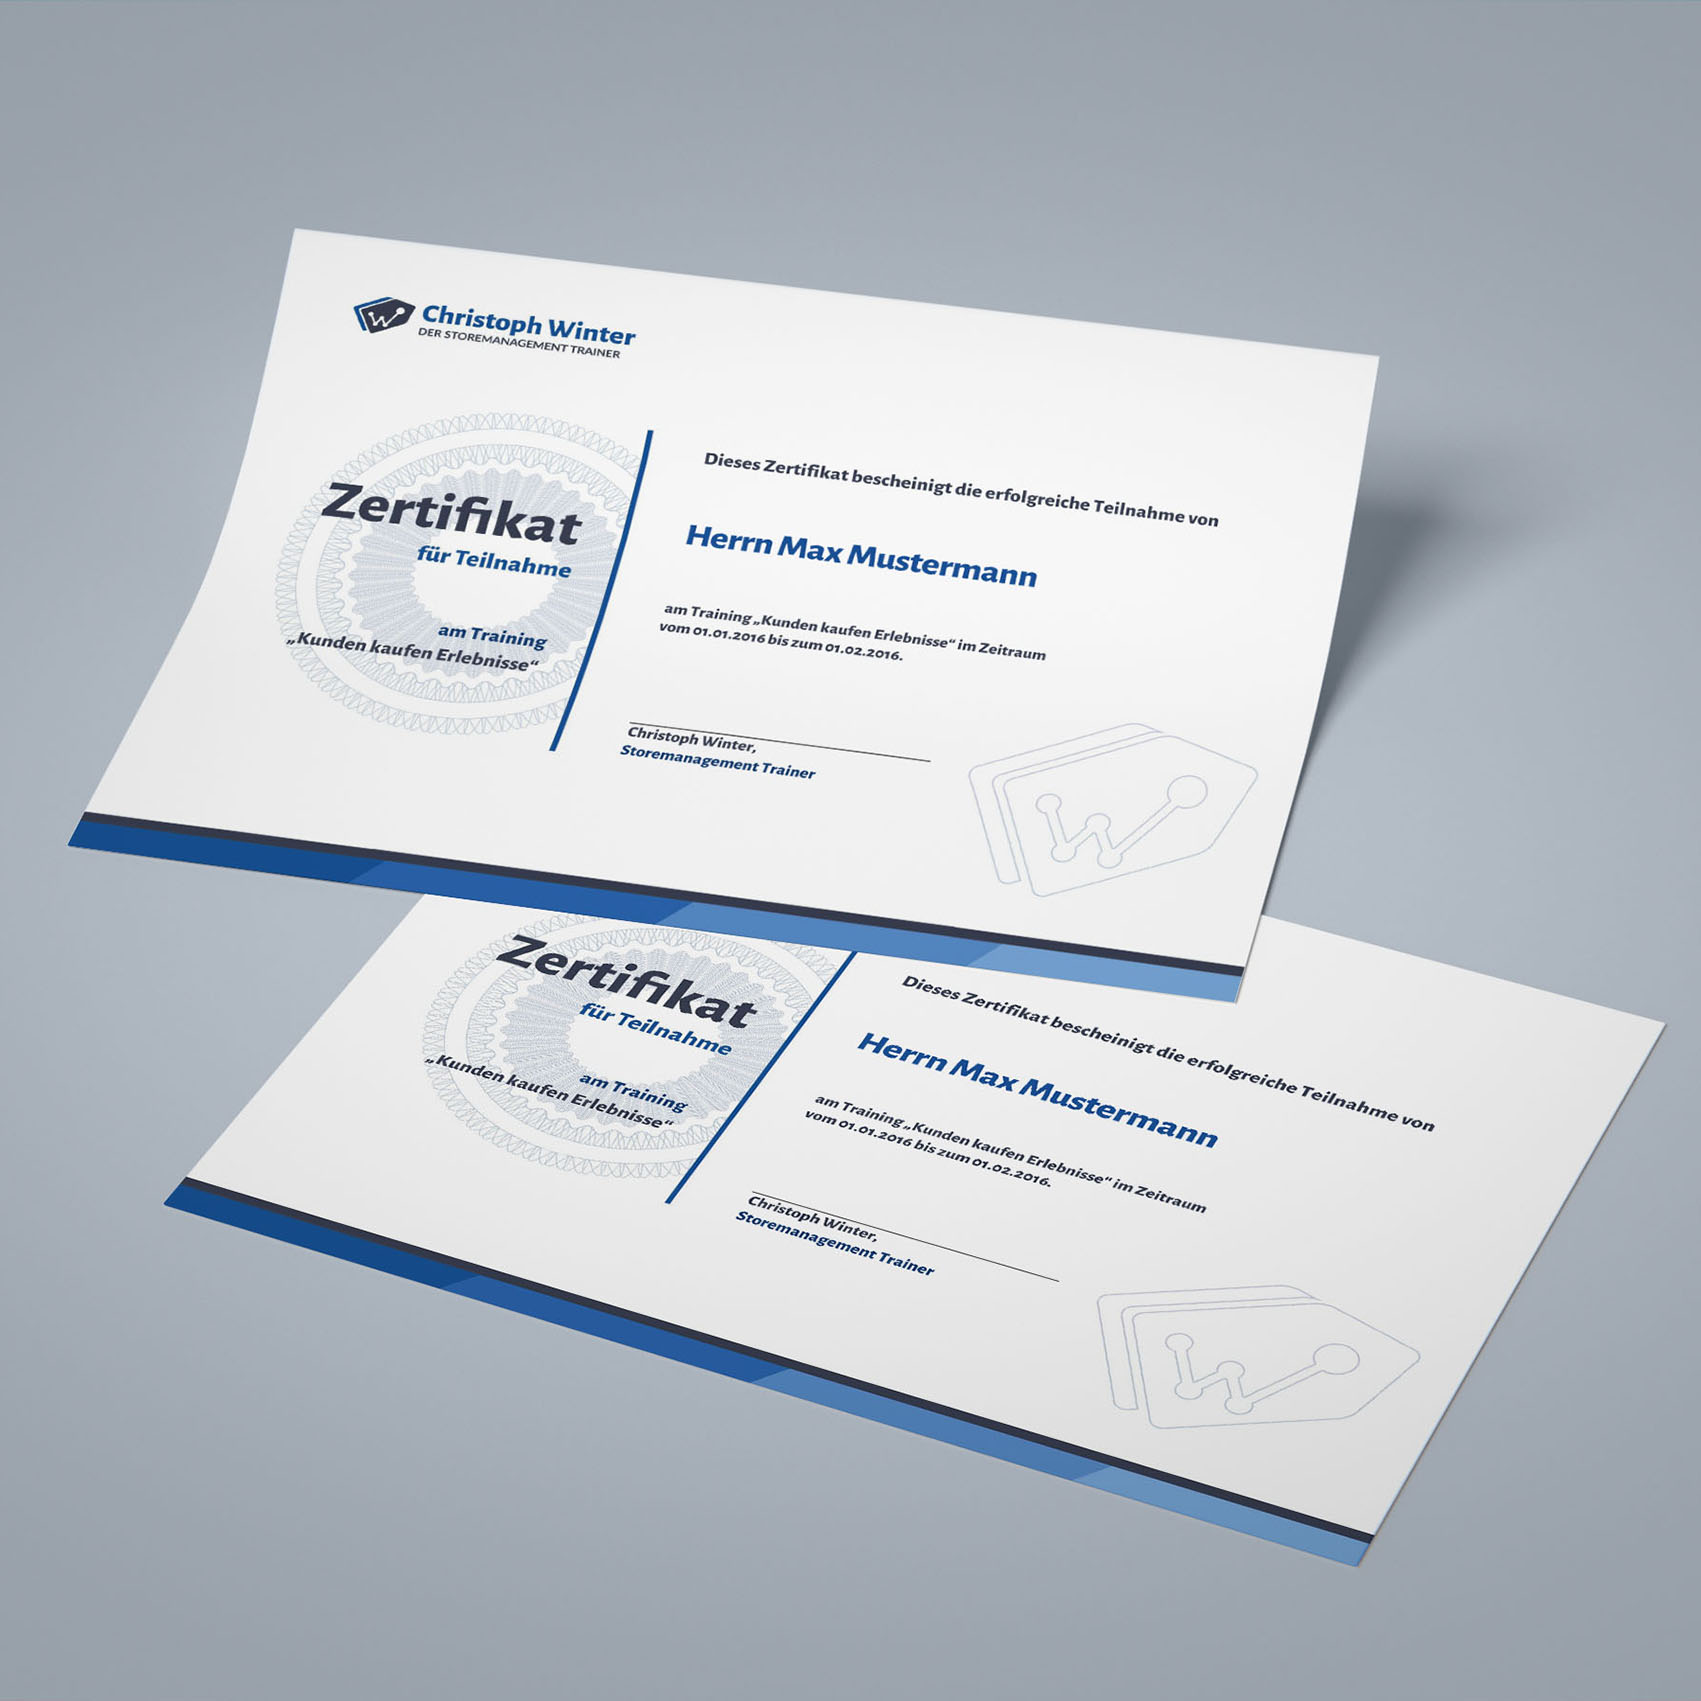 Christoph Winter
DER STOREMANAGEMENT TRAINER
Zertifikat
für Teilnahme
am Training
„Kunden kaufen Erlebnisse“
Dieses Zertifikat bescheinigt die erfolgreiche Teilnahme von
Herrn Max Mustermann
am Training „Kunden kaufen Erlebnisse“ im Zeitraum
vom 01.01.2016 bis zum 01.02.2016.
Christoph Winter,
Storemanagement Trainer
Zertifikat
für Teilnahme
am Training
„Kunden kaufen Erlebnisse“
Dieses Zertifikat bescheinigt die erfolgreiche Teilnahme von
Herrn Max Mustermann
am Training „Kunden kaufen Erlebnisse“ im Zeitraum
vom 01.01.2016 bis zum 01.02.2016.
Christoph Winter,
Storemanagement Trainer